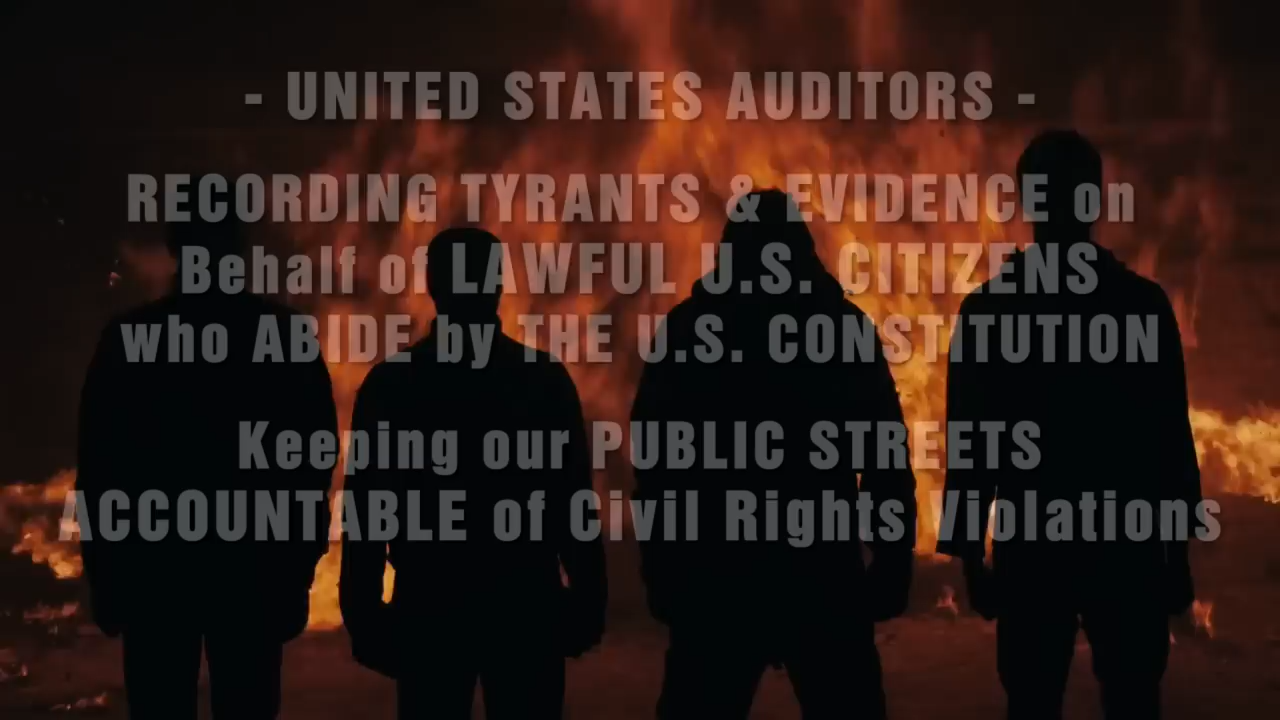 - UNITED STATES AUDITORS -
RECORDING TYRANTS & EVIDENCE on
Behalf of LAWFUL U.S. CITIZENS
who ABIDE by THE U.S. CONSTITUTION
Keeping our PUBLIC STREETS
ACCOUNTABLE of Civil Rights Violations